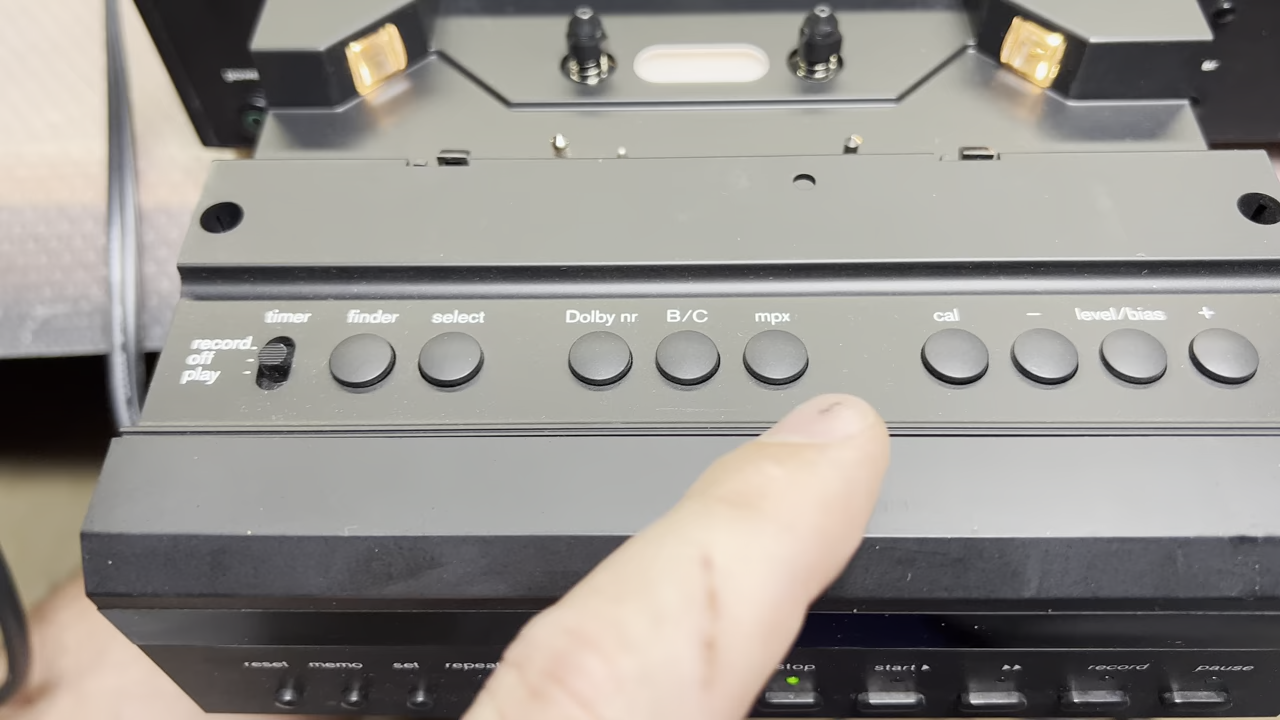 timer finder select Dolby nr B/C mpx cal − level/bias +
record
off
play
reset memo set repeat stop start ▶ ▶▶ record pause